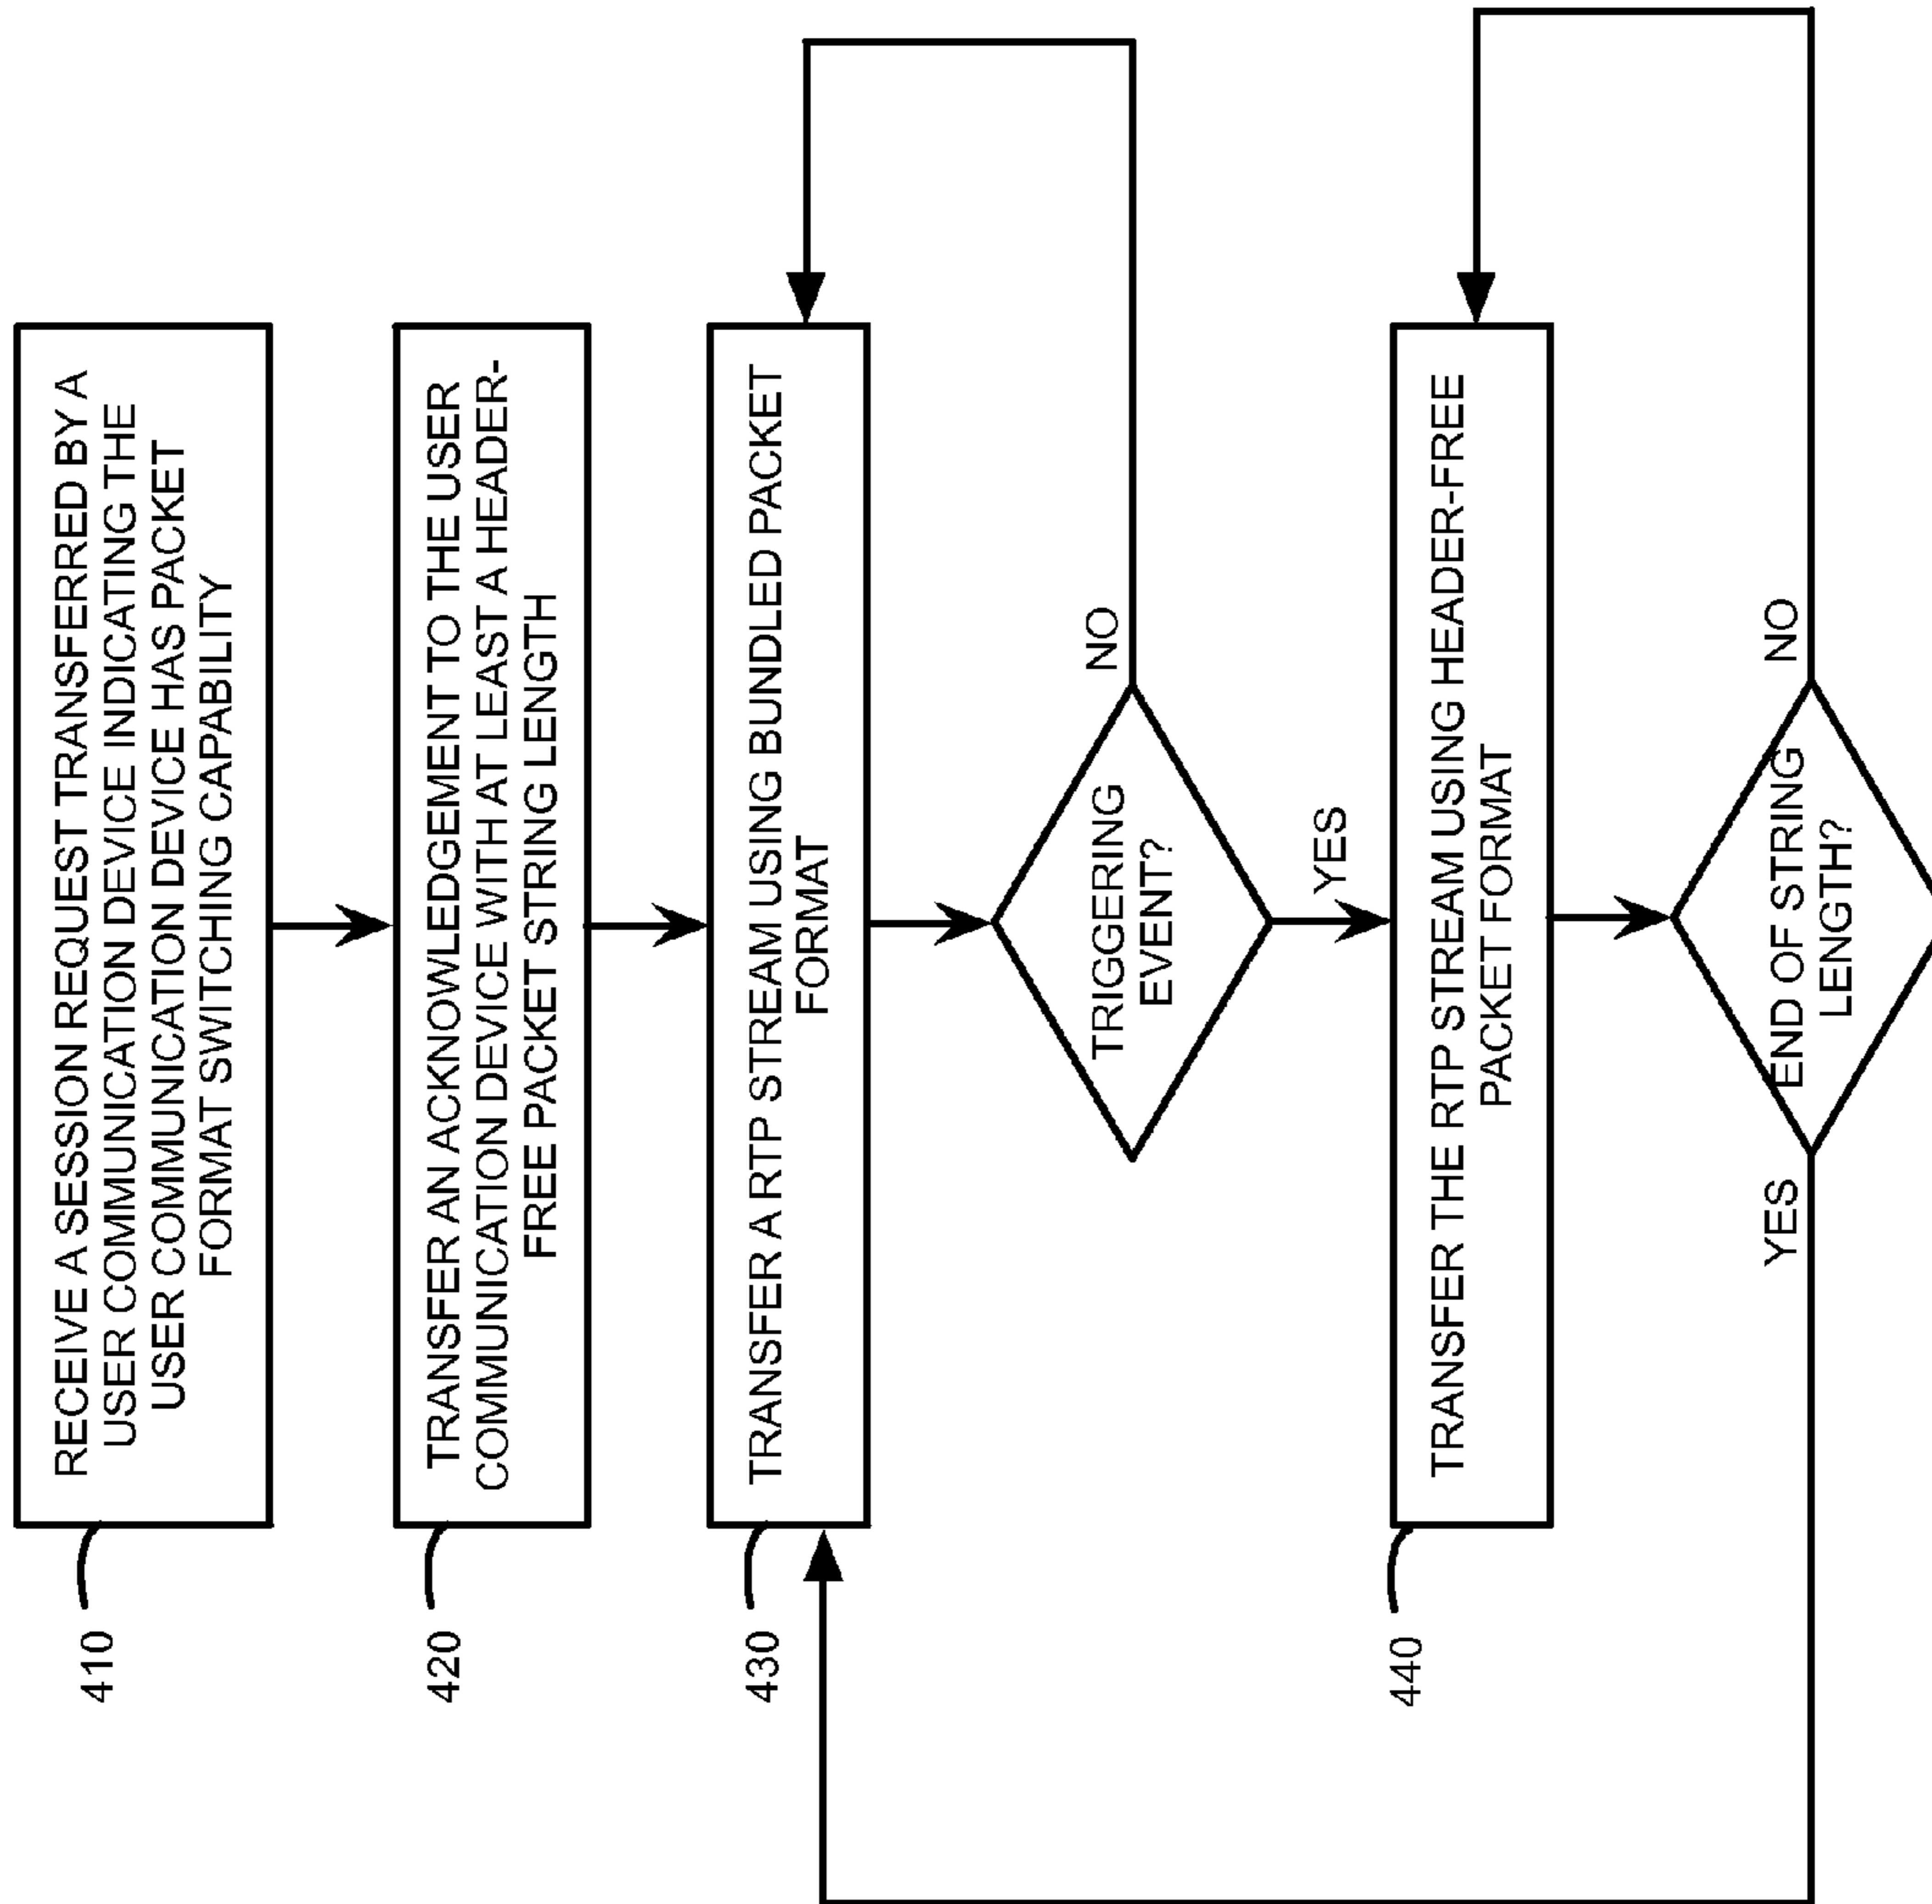 410
RECEIVE A SESSION REQUEST TRANSFERRED BY A
USER COMMUNICATION DEVICE INDICATING THE
USER COMMUNICATION DEVICE HAS PACKET
FORMAT SWITCHING CAPABILITY
420
TRANSFER AN ACKNOWLEDGEMENT TO THE USER
COMMUNICATION DEVICE WITH AT LEAST A HEADER-
FREE PACKET STRING LENGTH
430
TRANSFER A RTP STREAM USING BUNDLED PACKET
FORMAT
TRIGGERING
EVENT?
NO
YES
440
TRANSFER THE RTP STREAM USING HEADER-FREE
PACKET FORMAT
YES
END OF STRING
LENGTH?
NO